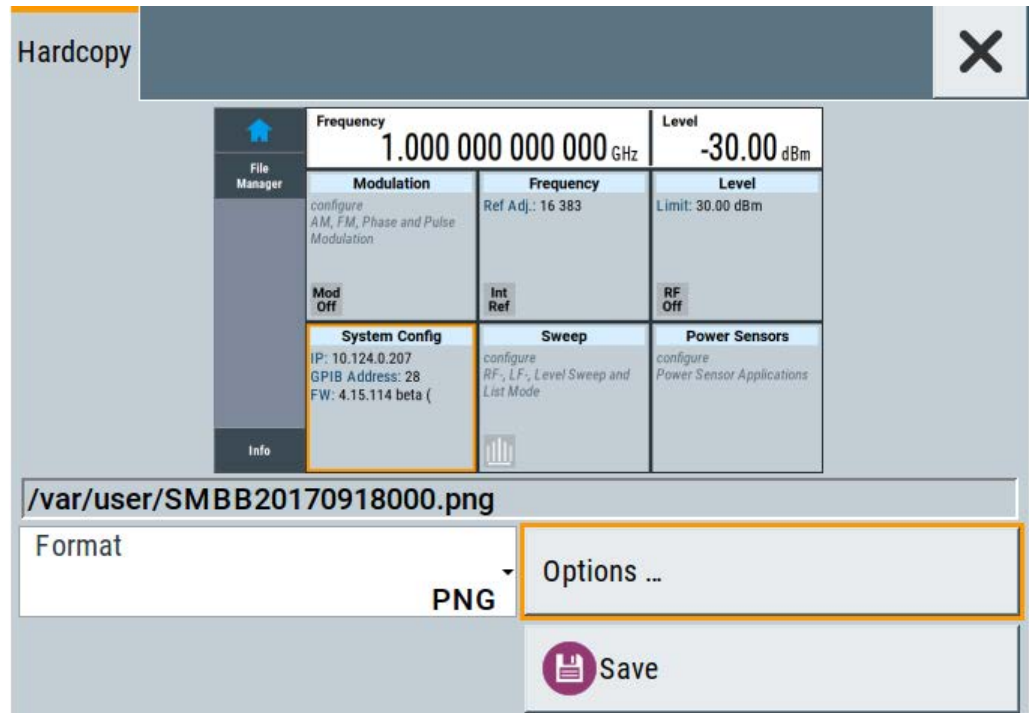 Hardcopy
Frequency
1.000 000 000 000 GHz
Level
-30.00 dBm
File
Manager
Modulation
configure
AM, FM, Phase and Pulse
Modulation
Mod
Off
Frequency
Ref Adj.: 16 383
Int
Ref
Level
Limit: 30.00 dBm
RF
Off
System Config
IP: 10.124.0.207
GPIB Address: 28
FW: 4.15.114 beta (
Sweep
configure
RF-, LF-, Level Sweep and
List Mode
Power Sensors
configure
Power Sensor Applications
Info
/var/user/SMBB20170918000.png
Format
PNG
Options ...
Save